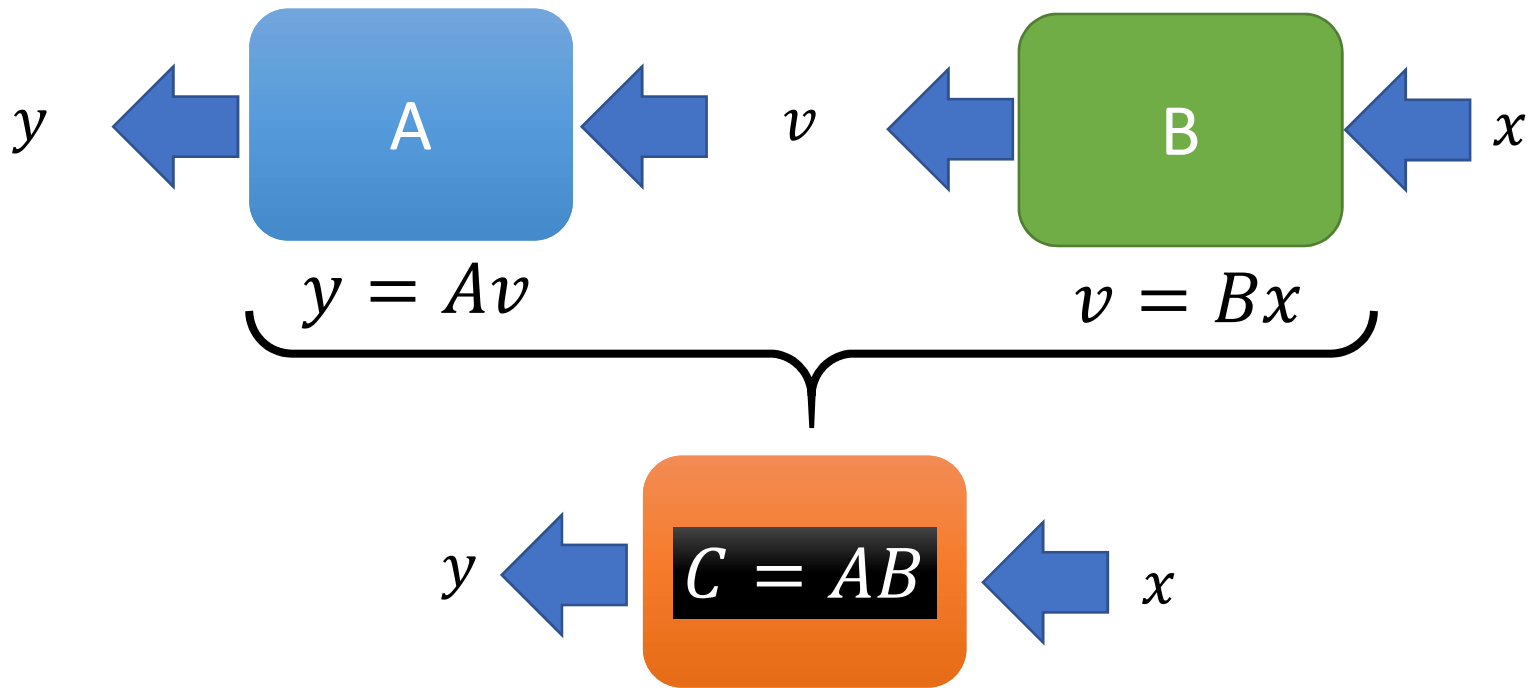 y A v B x
y = Av v = Bx
y C = AB x